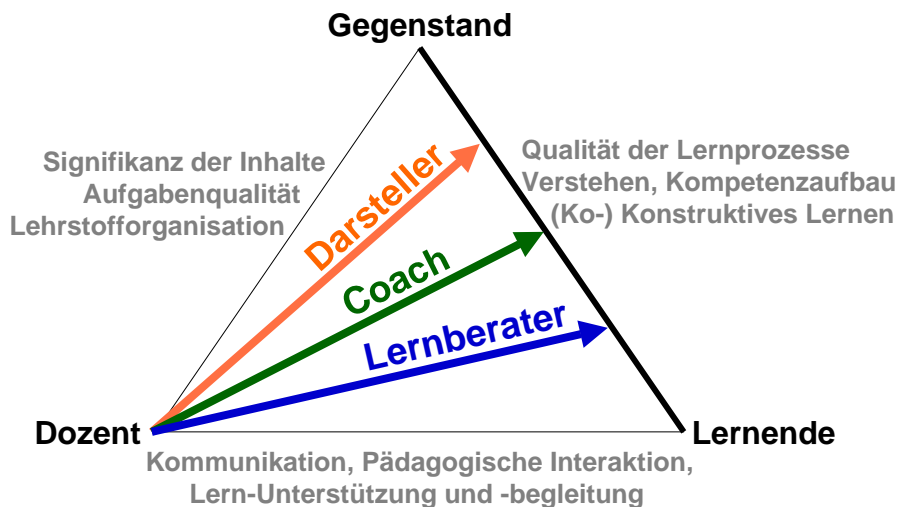 Gegenstand
Signifikanz der Inhalte
Aufgabenqualität
Lehrstofforganisation
Qualität der Lernprozesse
Verstehen, Kompetenzaufbau
(Ko-) Konstruktives Lernen
Darsteller
Coach
Lernberater
Dozent
Lernende
Kommunikation, Pädagogische Interaktion,
Lern-Unterstützung und -begleitung